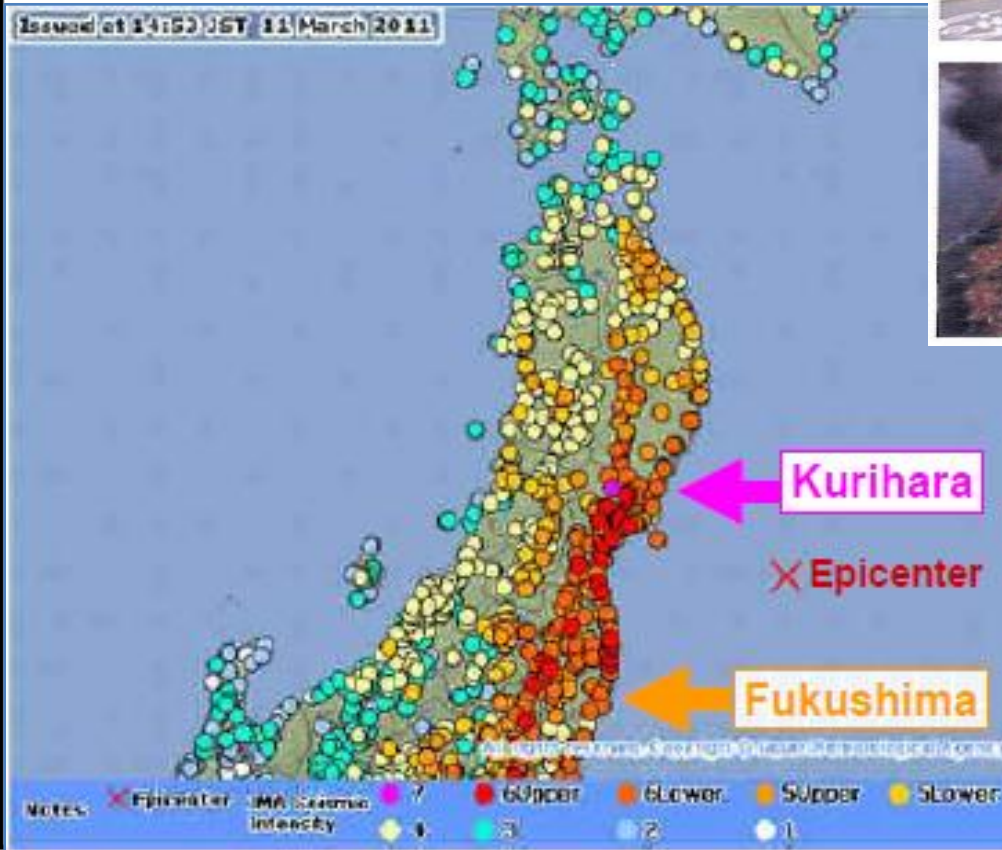 Issued at 14:53 JST 11 March 2011
Kurihara
Epicenter
Fukushima
Notes Epicenter JMA Seismic Intensity 7 6Upper 6Lower 5Upper 5Lower
4 3 2 1